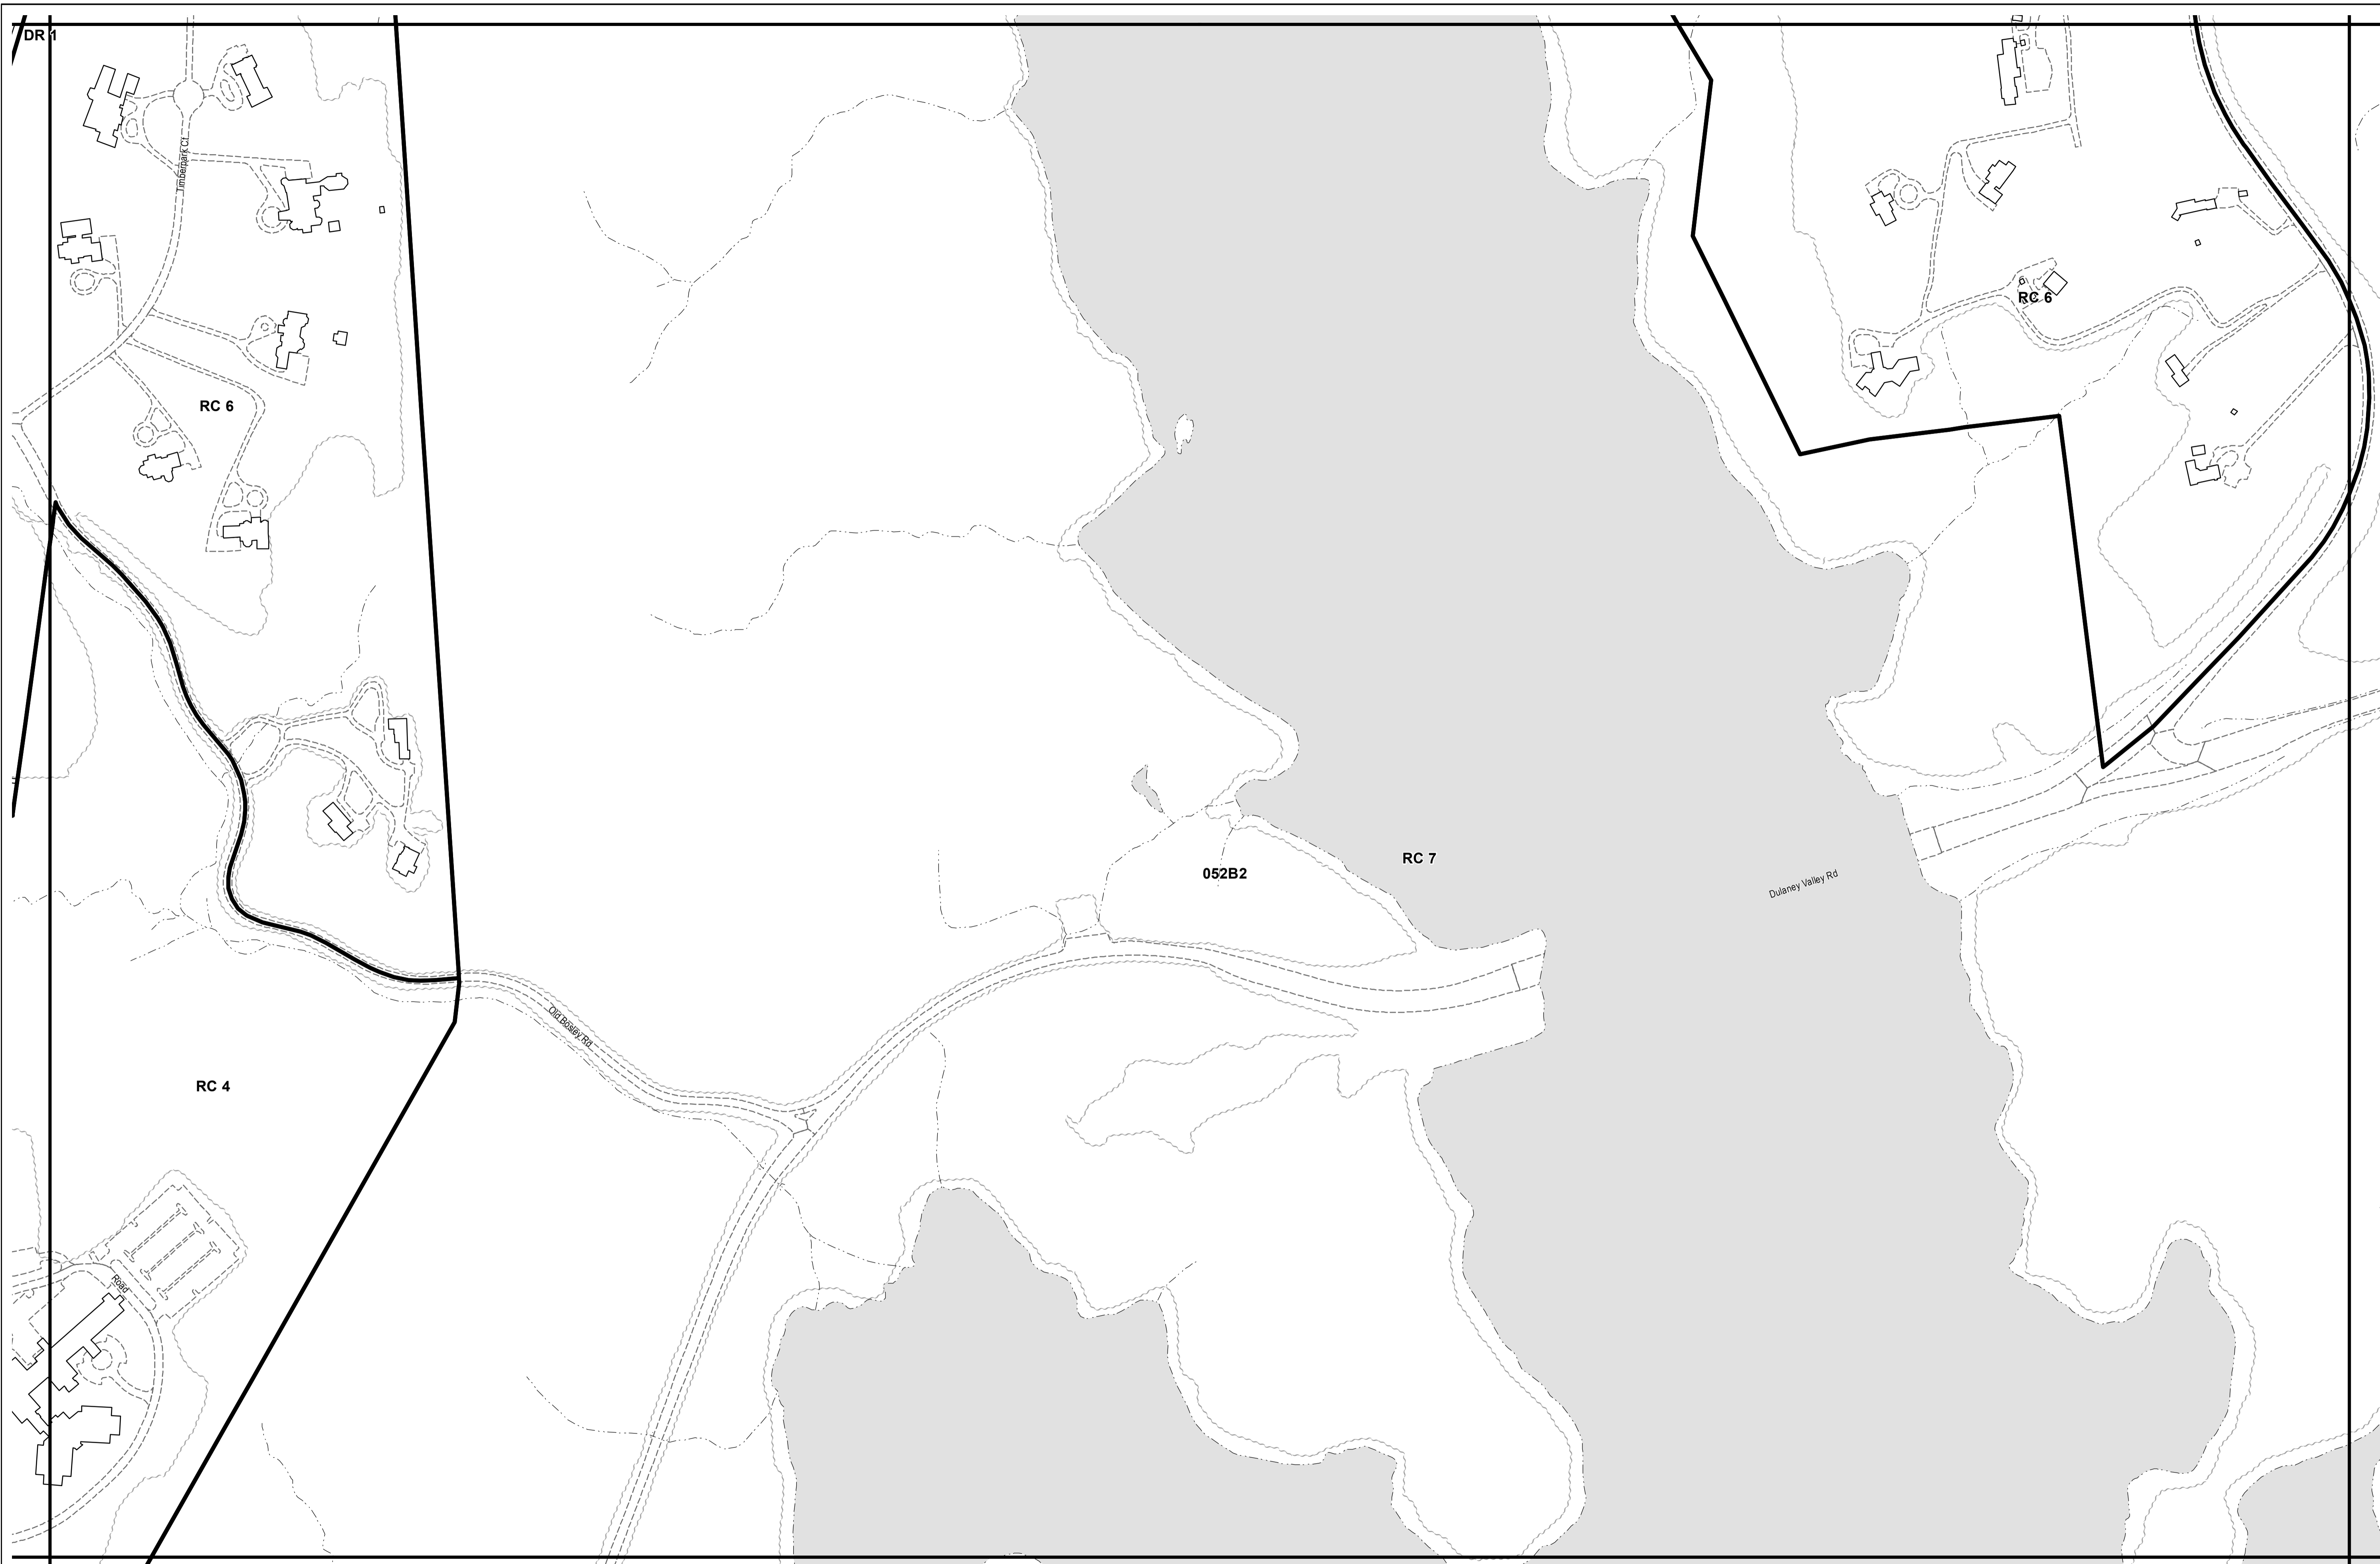 DR 1
Timberpark Ct
RC 6
RC 6
052B2
RC 7
Dulaney Valley Rd
Old Bosley Rd
RC 4
Road